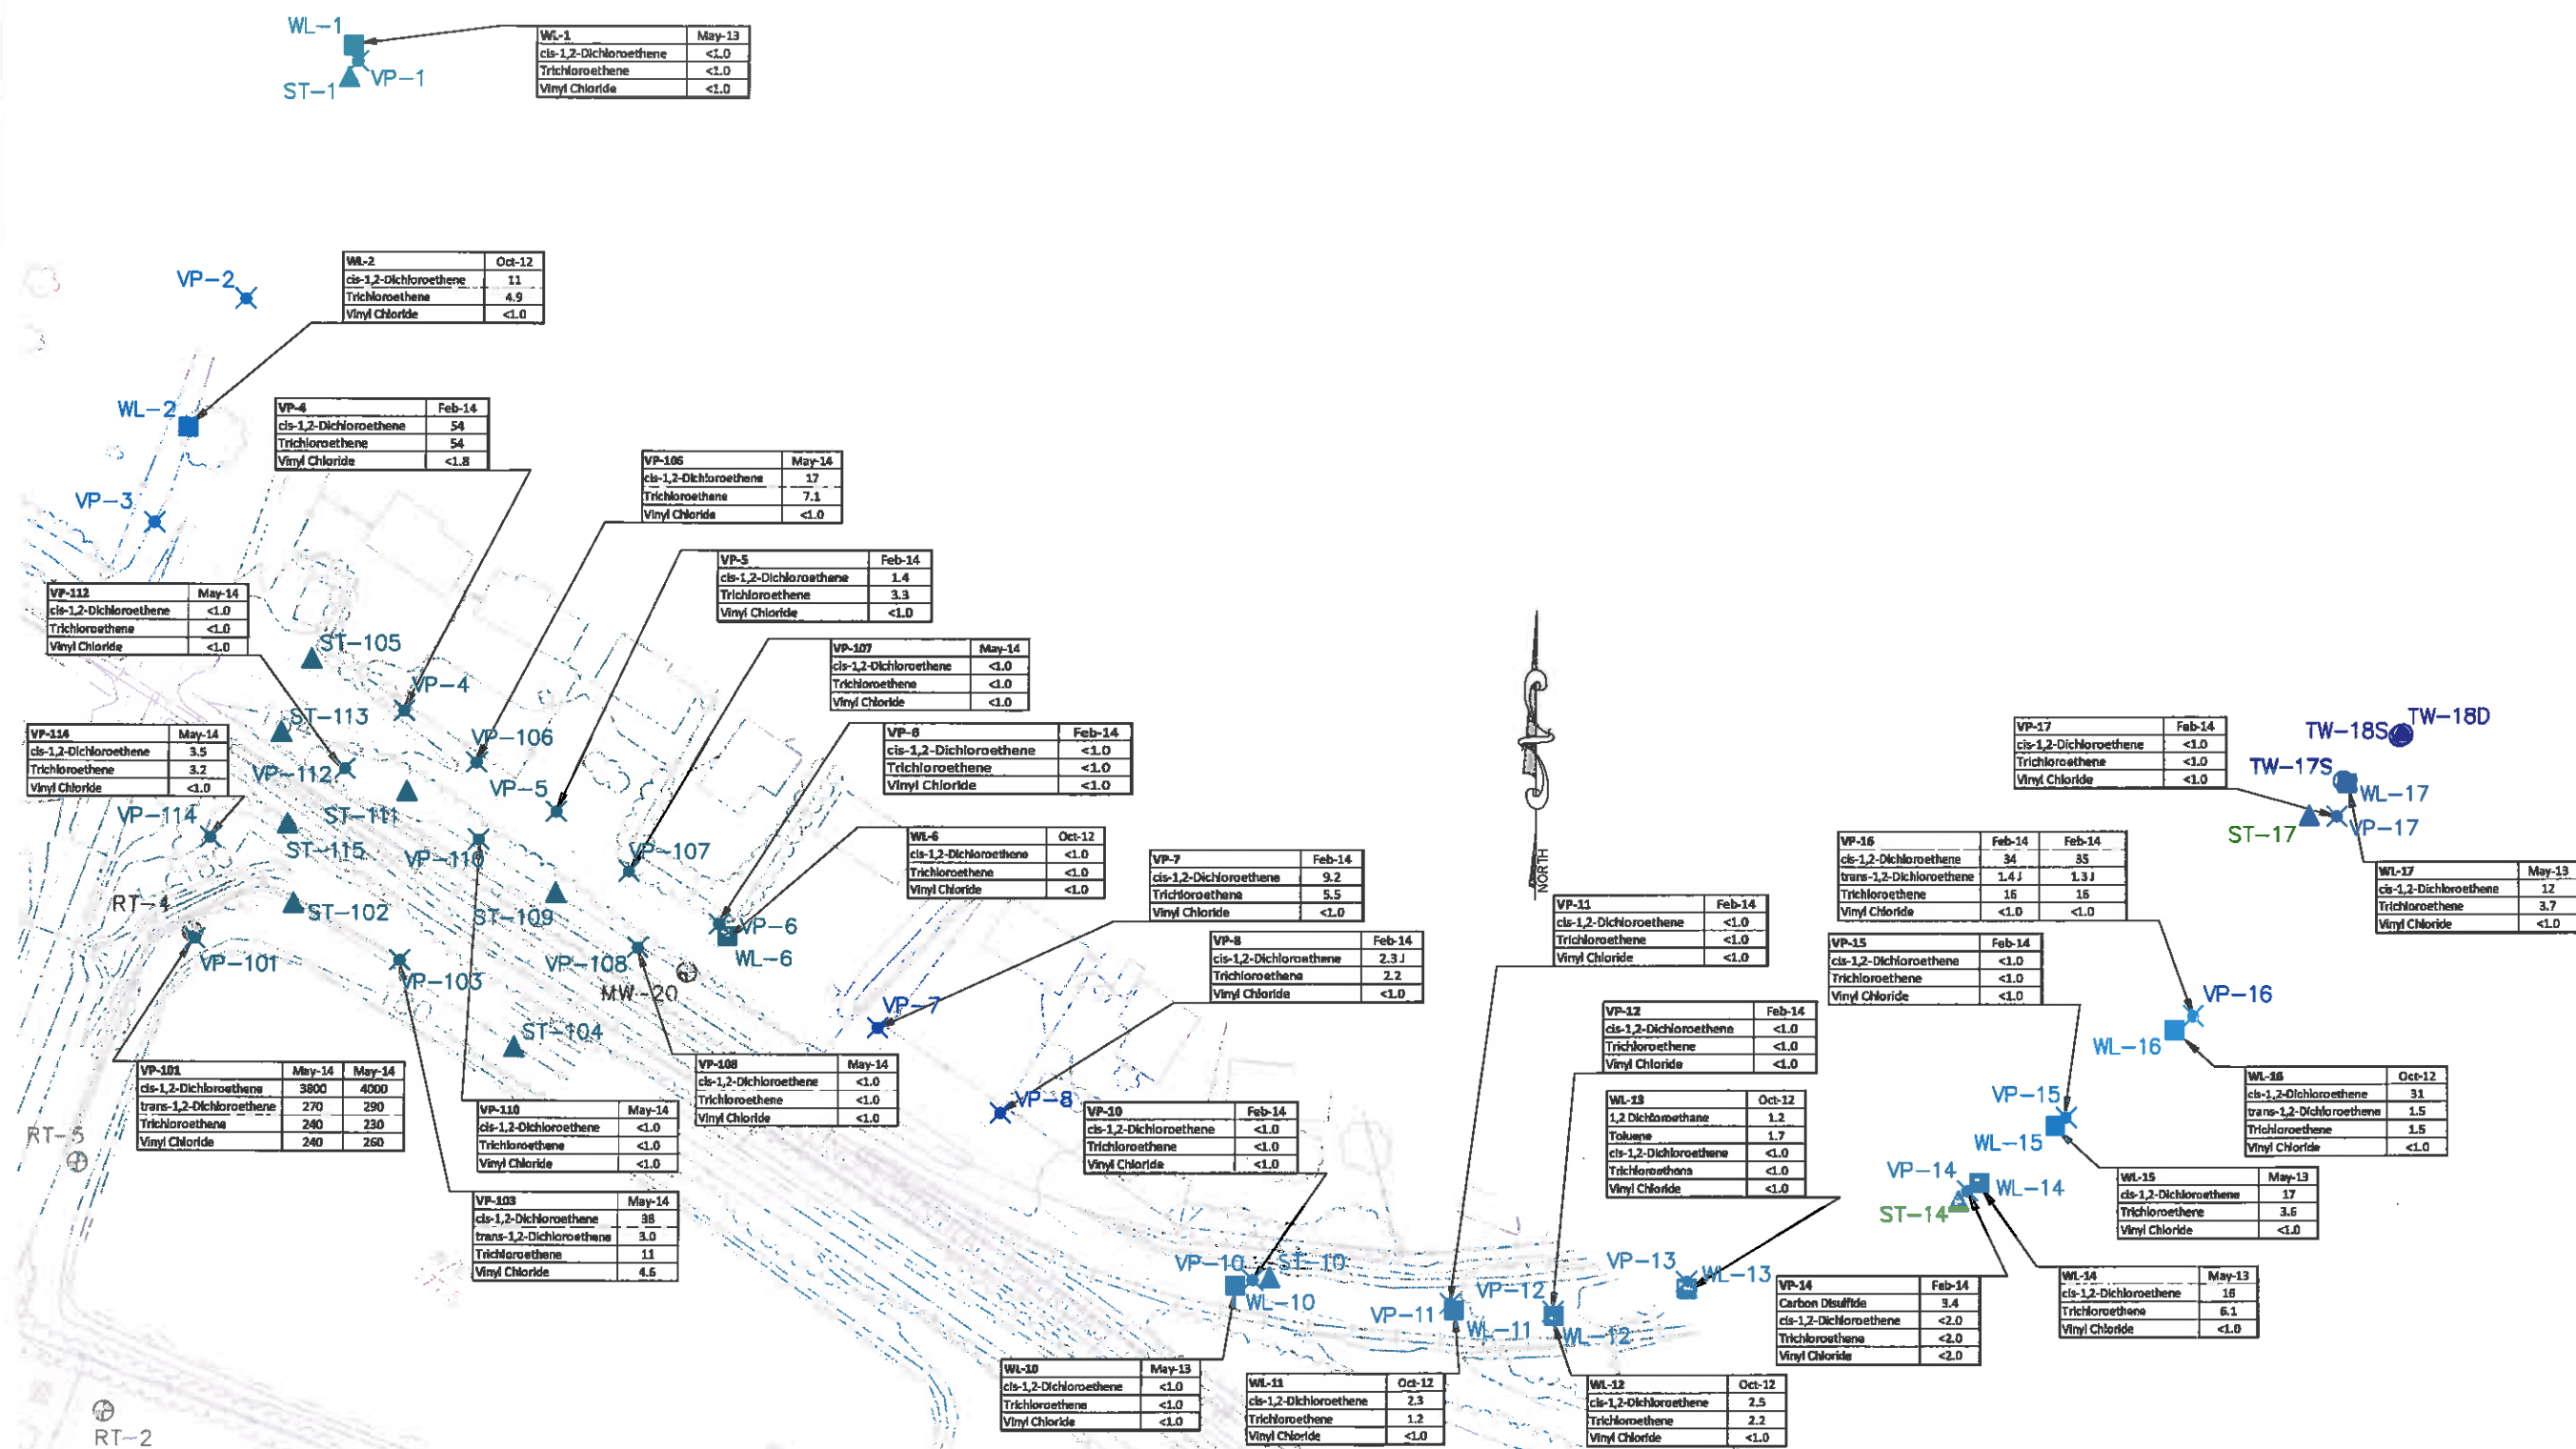 WL-1
VP-1
ST-1
WL-1 May-13
cis-1,2-Dichloroethene <1.0
Trichloroethene <1.0
Vinyl Chloride <1.0
WL-2 Oct-12
cis-1,2-Dichloroethene 11
Trichloroethene 4.9
Vinyl Chloride <1.0
VP-2
WL-2
VP-3
VP-4 Feb-14
cis-1,2-Dichloroethene 54
Trichloroethene 54
Vinyl Chloride <1.8
VP-106 May-14
cis-1,2-Dichloroethene 17
Trichloroethene 7.1
Vinyl Chloride <1.0
VP-5 Feb-14
cis-1,2-Dichloroethene 1.4
Trichloroethene 3.3
Vinyl Chloride <1.0
VP-112 May-14
cis-1,2-Dichloroethene <1.0
Trichloroethene <1.0
Vinyl Chloride <1.0
VP-107 May-14
cis-1,2-Dichloroethene <1.0
Trichloroethene <1.0
Vinyl Chloride <1.0
VP-6 Feb-14
cis-1,2-Dichloroethene <1.0
Trichloroethene <1.0
Vinyl Chloride <1.0
VP-114 May-14
cis-1,2-Dichloroethene 3.5
Trichloroethene 3.2
Vinyl Chloride <1.0
ST-105
VP-4
ST-113
VP-106
VP-112
VP-5
VP-114
ST-111
ST-115
VP-110
VP-107
RT-4
ST-102
ST-109
VP-6
WL-6
VP-101
VP-103
VP-108
MW-20
ST-104
WL-6 Oct-12
cis-1,2-Dichloroethene <1.0
Trichloroethene <1.0
Vinyl Chloride <1.0
VP-7 Feb-14
cis-1,2-Dichloroethene 9.2
Trichloroethene 5.5
Vinyl Chloride <1.0
VP-8 Feb-14
cis-1,2-Dichloroethene 2.3 J
Trichloroethene 2.2
Vinyl Chloride <1.0
VP-7
VP-8
NORTH
VP-17 Feb-14
cis-1,2-Dichloroethene <1.0
Trichloroethene <1.0
Vinyl Chloride <1.0
TW-18S
TW-18D
TW-17S
WL-17
VP-17
ST-17
VP-16 Feb-14 Feb-14
cis-1,2-Dichloroethene 34 35
trans-1,2-Dichloroethene 1.4 J 1.3 J
Trichloroethene 16 16
Vinyl Chloride <1.0 <1.0
WL-17 May-13
cis-1,2-Dichloroethene 12
Trichloroethene 3.7
Vinyl Chloride <1.0
VP-11 Feb-14
cis-1,2-Dichloroethene <1.0
Trichloroethene <1.0
Vinyl Chloride <1.0
VP-15 Feb-14
cis-1,2-Dichloroethene <1.0
Trichloroethene <1.0
Vinyl Chloride <1.0
VP-16
WL-16
VP-12 Feb-14
cis-1,2-Dichloroethene <1.0
Trichloroethene <1.0
Vinyl Chloride <1.0
WL-16 Oct-12
cis-1,2-Dichloroethene 31
trans-1,2-Dichloroethene 1.5
Trichloroethene 1.5
Vinyl Chloride <1.0
VP-101 May-14 May-14
cis-1,2-Dichloroethene 3800 4000
trans-1,2-Dichloroethene 270 290
Trichloroethene 240 230
Vinyl Chloride 240 260
RT-5
VP-108 May-14
cis-1,2-Dichloroethene <1.0
Trichloroethene <1.0
Vinyl Chloride <1.0
VP-110 May-14
cis-1,2-Dichloroethene <1.0
Trichloroethene <1.0
Vinyl Chloride <1.0
VP-10 Feb-14
cis-1,2-Dichloroethene <1.0
Trichloroethene <1.0
Vinyl Chloride <1.0
WL-13 Oct-12
1,2 Dichloroethane 1.2
Toluene 1.7
cis-1,2-Dichloroethene <1.0
Trichloroethene <1.0
Vinyl Chloride <1.0
VP-15
WL-15
VP-14
WL-14
ST-14
WL-15 May-13
cis-1,2-Dichloroethene 17
Trichloroethene 3.6
Vinyl Chloride <1.0
VP-103 May-14
cis-1,2-Dichloroethene 38
trans-1,2-Dichloroethene 3.0
Trichloroethene 11
Vinyl Chloride 4.6
VP-10
ST-10
WL-10
VP-11
WL-11
VP-12
WL-12
VP-13
WL-13
VP-14 Feb-14
Carbon Disulfide 3.4
cis-1,2-Dichloroethene <2.0
Trichloroethene <2.0
Vinyl Chloride <2.0
WL-14 May-13
cis-1,2-Dichloroethene 16
Trichloroethene 6.1
Vinyl Chloride <1.0
WL-10 May-13
cis-1,2-Dichloroethene <1.0
Trichloroethene <1.0
Vinyl Chloride <1.0
WL-11 Oct-12
cis-1,2-Dichloroethene 2.3
Trichloroethene 1.2
Vinyl Chloride <1.0
WL-12 Oct-12
cis-1,2-Dichloroethene 2.5
Trichloroethene 2.2
Vinyl Chloride <1.0
RT-2